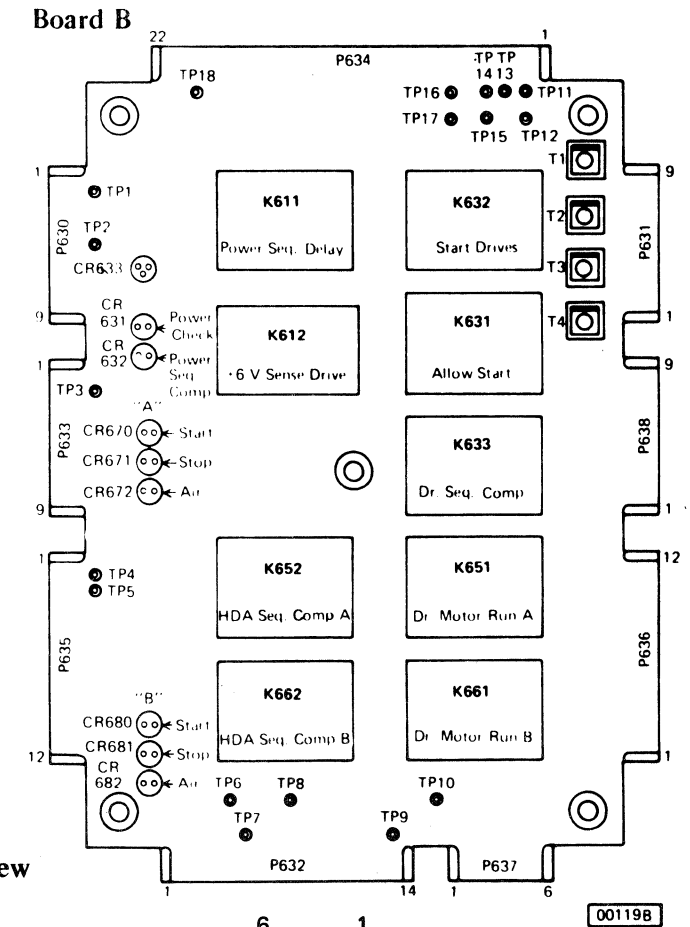 Board B
22
P634
1
TP18
TP TP
14 13
TP16
TP11
TP17
TP15
TP12
T1
1
9
TP1
K611
Power Seq. Delay
K632
Start Drives
T2
P630
P631
TP2
CR633
T3
CR
631
Power
Check
K612
+6 V Sense Drive
K631
Allow Start
T4
9
1
CR
632
Power
Seq
Comp
1
9
TP3
"A"
P633
CR670
Start
CR671
Stop
CR672
Air
K633
Dr. Seq. Comp
P638
9
1
1
12
TP4
TP5
K652
HDA Seq. Comp A
K651
Dr. Motor Run A
P635
P636
K662
HDA Seq. Comp B
K661
Dr. Motor Run B
"B"
CR680
Start
CR681
Stop
CR
682
Air
12
1
TP6
TP8
TP10
TP7
TP9
ew
P632
P637
1
14
1
6
6 1
00119B